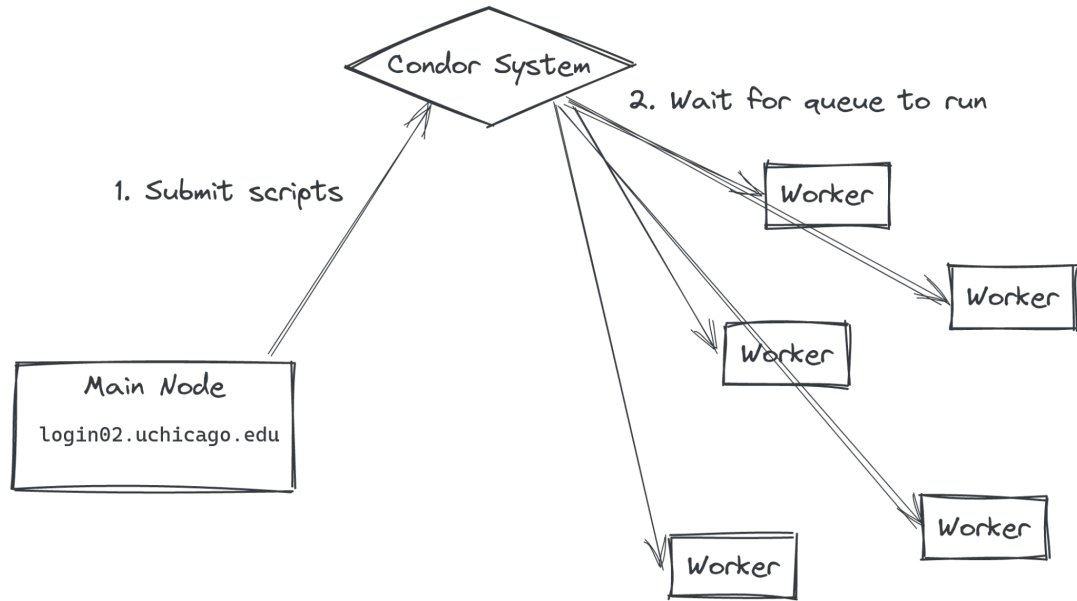 Condor System
2. Wait for queue to run
1. Submit scripts
Worker
Worker
Worker
Main Node
login02.uchicago.edu
Worker
Worker